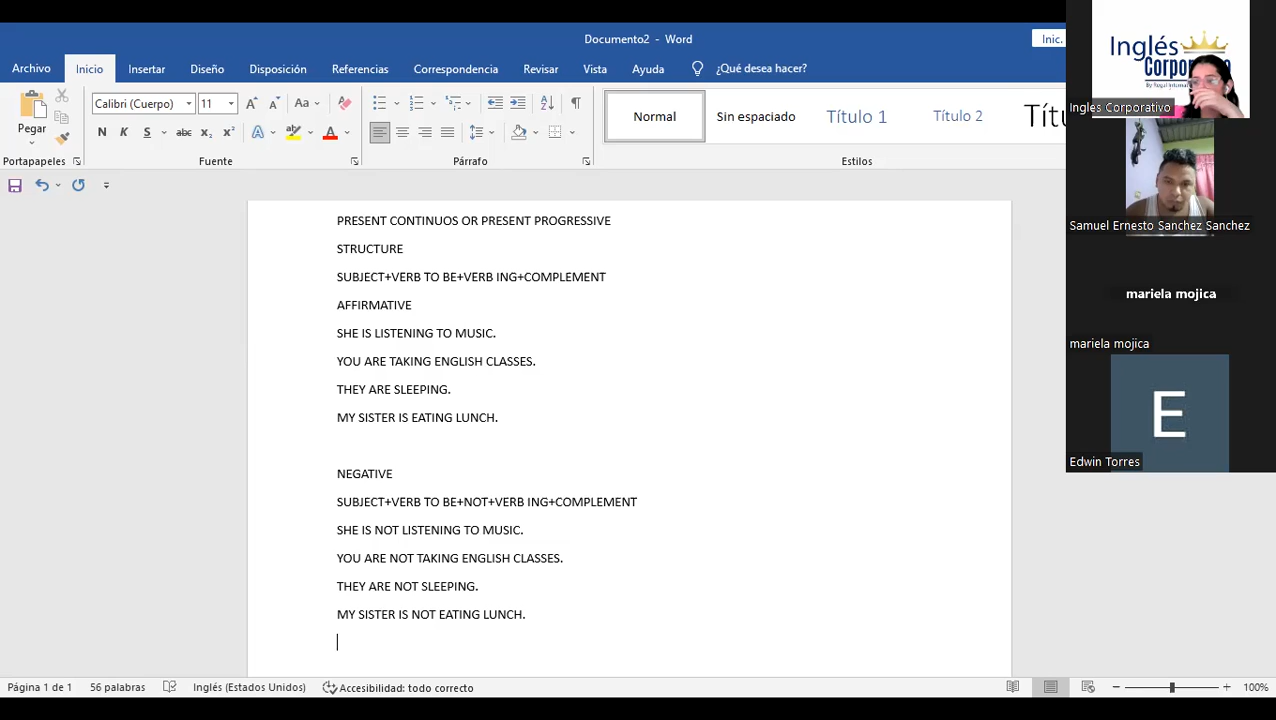 Documento2 - Word
Inic.
Archivo
Inicio
Insertar
Diseño
Disposición
Referencias
Correspondencia
Revisar
Vista
Ayuda
¿Qué desea hacer?
Pegar
Calibri (Cuerpo)
11
Normal
Sin espaciado
Título 1
Título 2
Títu
Portapapeles
Fuente
Párrafo
Estilos
PRESENT CONTINUOS OR PRESENT PROGRESSIVE
STRUCTURE
SUBJECT+VERB TO BE+VERB ING+COMPLEMENT
AFFIRMATIVE
SHE IS LISTENING TO MUSIC.
YOU ARE TAKING ENGLISH CLASSES.
THEY ARE SLEEPING.
MY SISTER IS EATING LUNCH.
NEGATIVE
SUBJECT+VERB TO BE+NOT+VERB ING+COMPLEMENT
SHE IS NOT LISTENING TO MUSIC.
YOU ARE NOT TAKING ENGLISH CLASSES.
THEY ARE NOT SLEEPING.
MY SISTER IS NOT EATING LUNCH.
Página 1 de 1
56 palabras
Inglés (Estados Unidos)
Accesibilidad: todo correcto
100%
Inglés
Ingles Corporativo
Samuel Ernesto Sanchez Sanchez
mariela mojica
mariela mojica
E
Edwin Torres